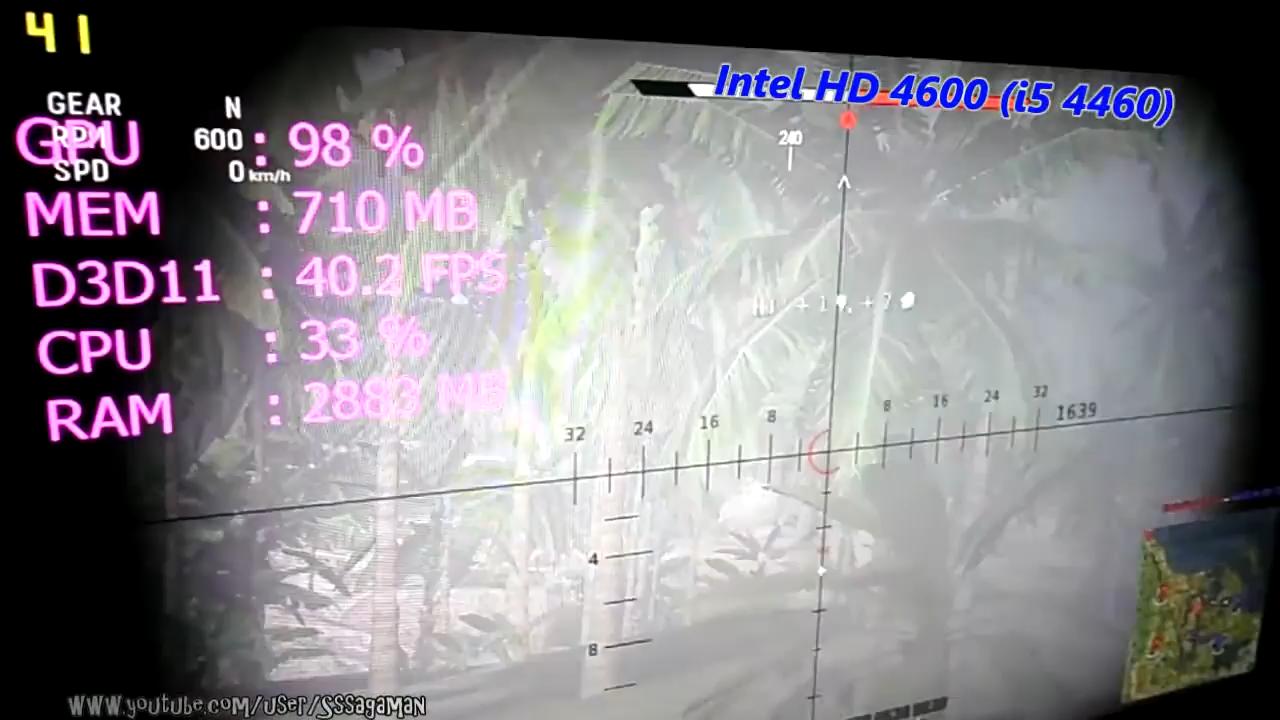 41
Intel HD 4600 (i5 4460)
GEAR N
RPM 600
SPD 0 km/h
GPU : 98 %
MEM : 710 MB
D3D11 : 40.2 FPS
CPU : 33 %
RAM : 2883 MB
240
32 24 16 8 8 16 24 32 1639
4
8
www.youtube.com/user/SSSagaman